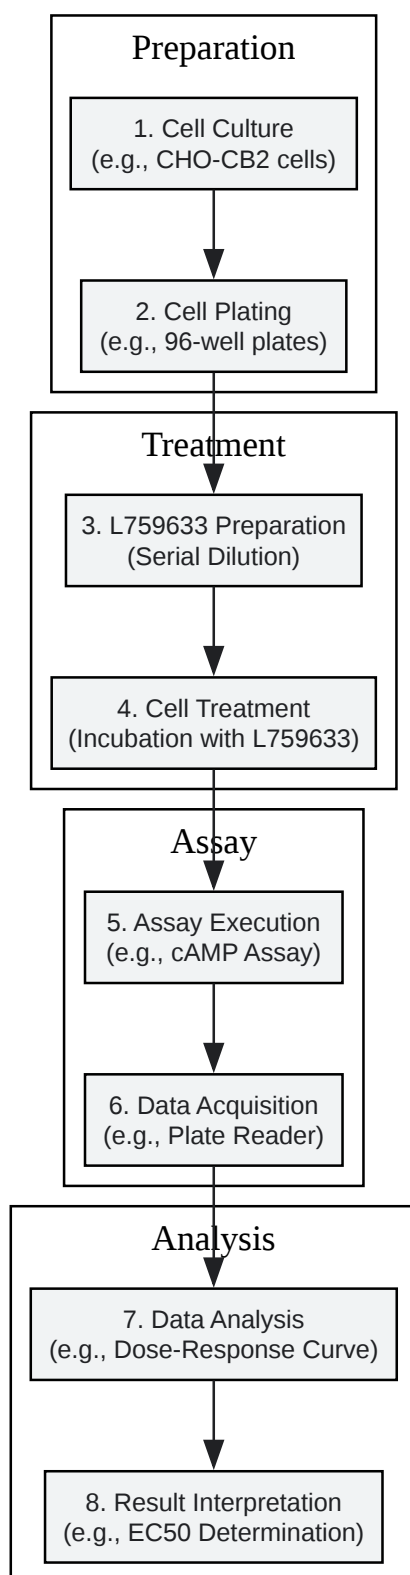 Preparation
1. Cell Culture
(e.g., CHO-CB2 cells)
2. Cell Plating
(e.g., 96-well plates)
Treatment
3. L759633 Preparation
(Serial Dilution)
4. Cell Treatment
(Incubation with L759633)
Assay
5. Assay Execution
(e.g., cAMP Assay)
6. Data Acquisition
(e.g., Plate Reader)
Analysis
7. Data Analysis
(e.g., Dose-Response Curve)
8. Result Interpretation
(e.g., EC50 Determination)